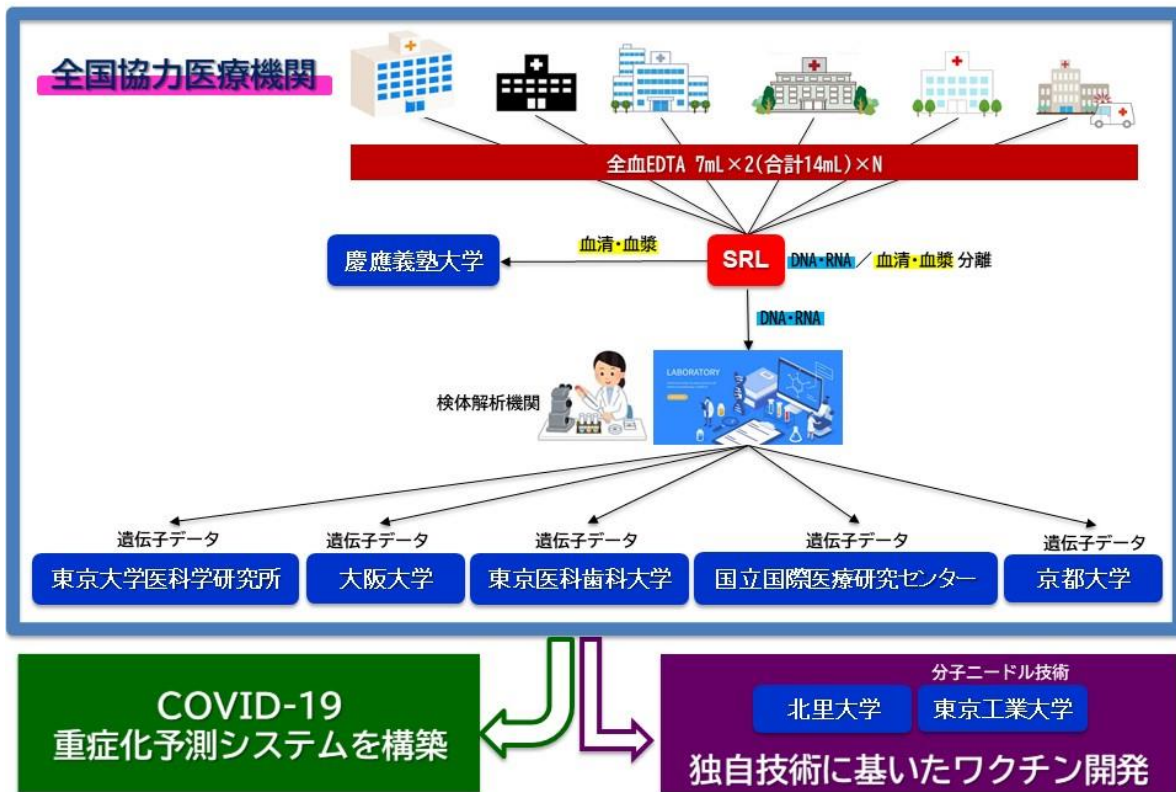 全国協力医療機関
全血EDTA 7mL×2(合計14mL)×N
慶應義塾大学
血清・血漿
SRL
DNA・RNA／血清・血漿 分離
DNA・RNA
検体解析機関
LABORATORY
遺伝子データ
遺伝子データ
遺伝子データ
遺伝子データ
遺伝子データ
東京大学医科学研究所
大阪大学
東京医科歯科大学
国立国際医療研究センター
京都大学
COVID-19
重症化予測システムを構築
分子ニードル技術
北里大学
東京工業大学
独自技術に基いたワクチン開発